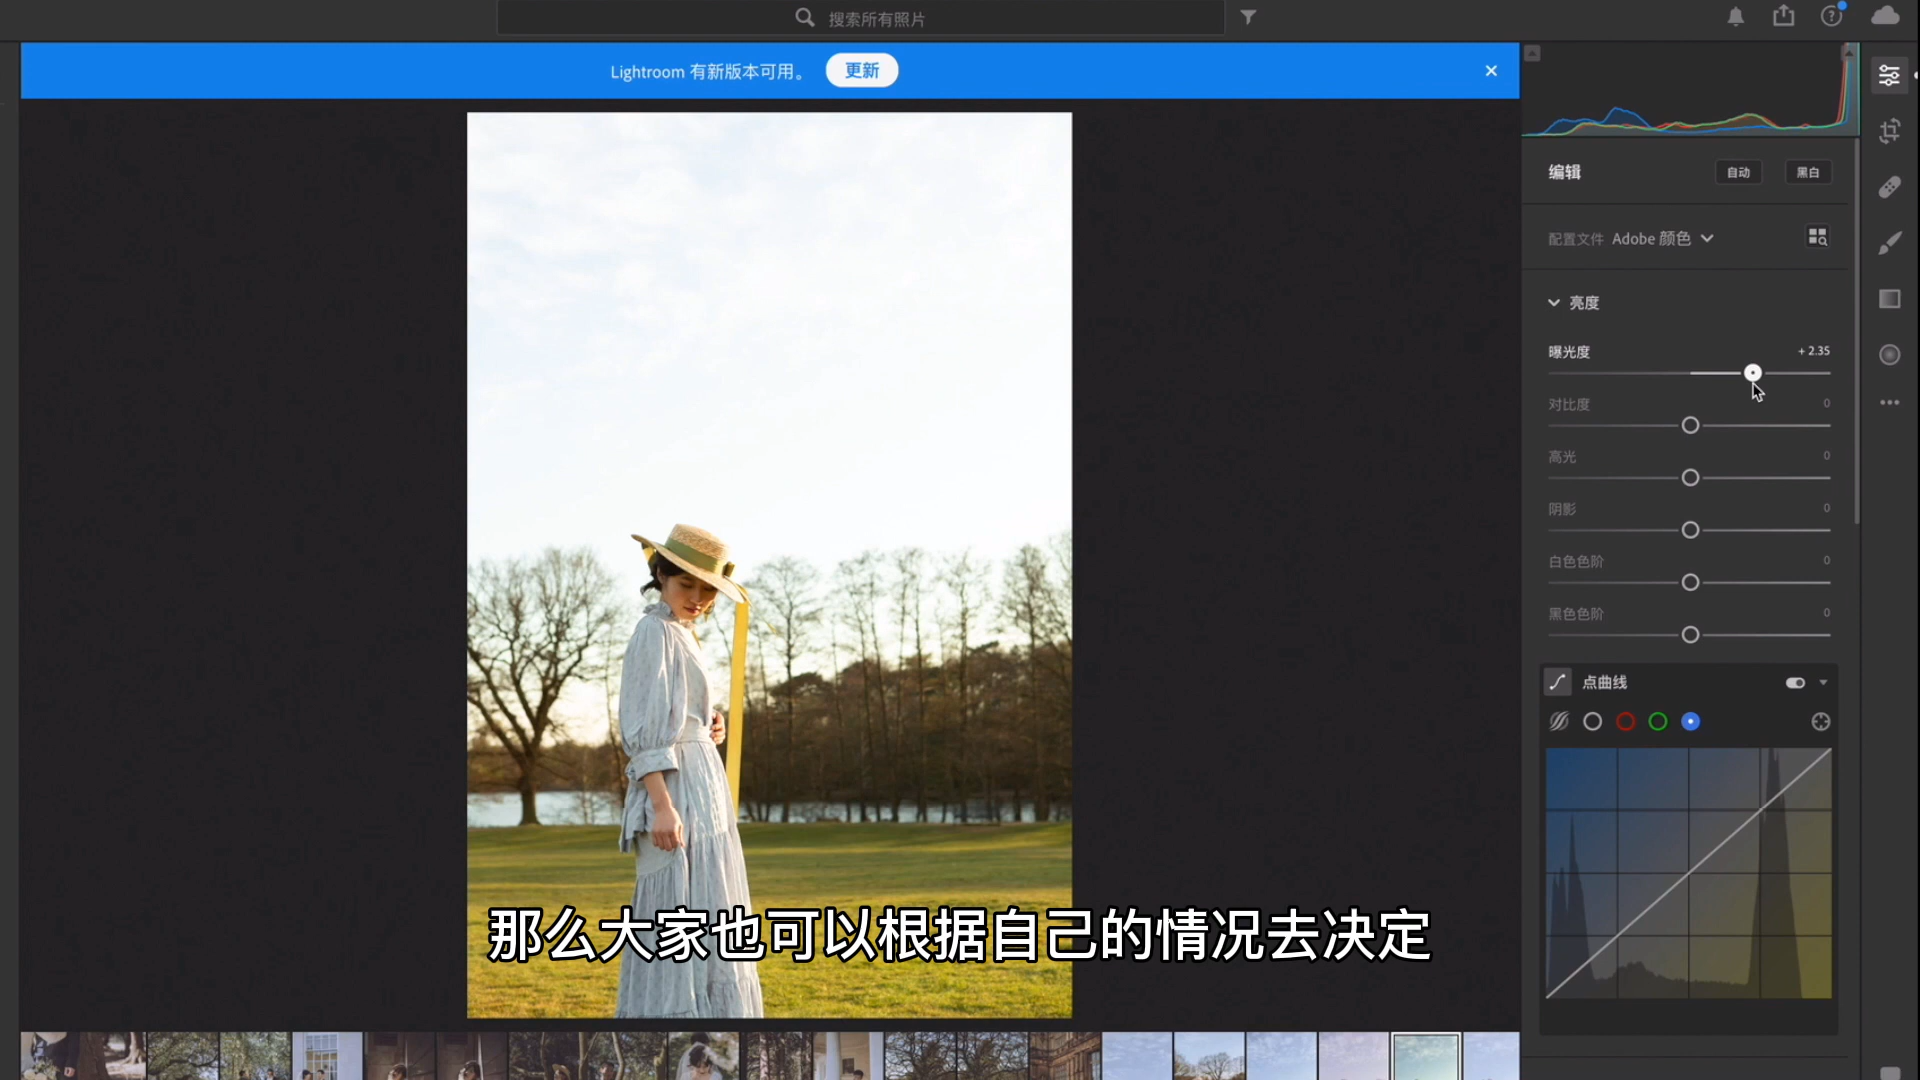 搜索所有照片
Lightroom 有新版本可用。
更新
编辑
自动
黑白
配置文件 Adobe 颜色
亮度
曝光度 + 2.35
对比度 0
高光 0
阴影 0
白色色阶 0
黑色色阶 0
点曲线
那么大家也可以根据自己的情况去决定